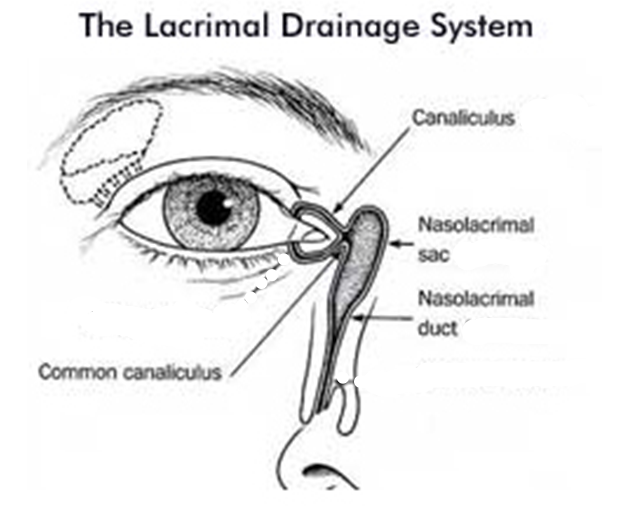 The Lacrimal Drainage System
Canaliculus
Nasolacrimal
sac
Nasolacrimal
duct
Common canaliculus